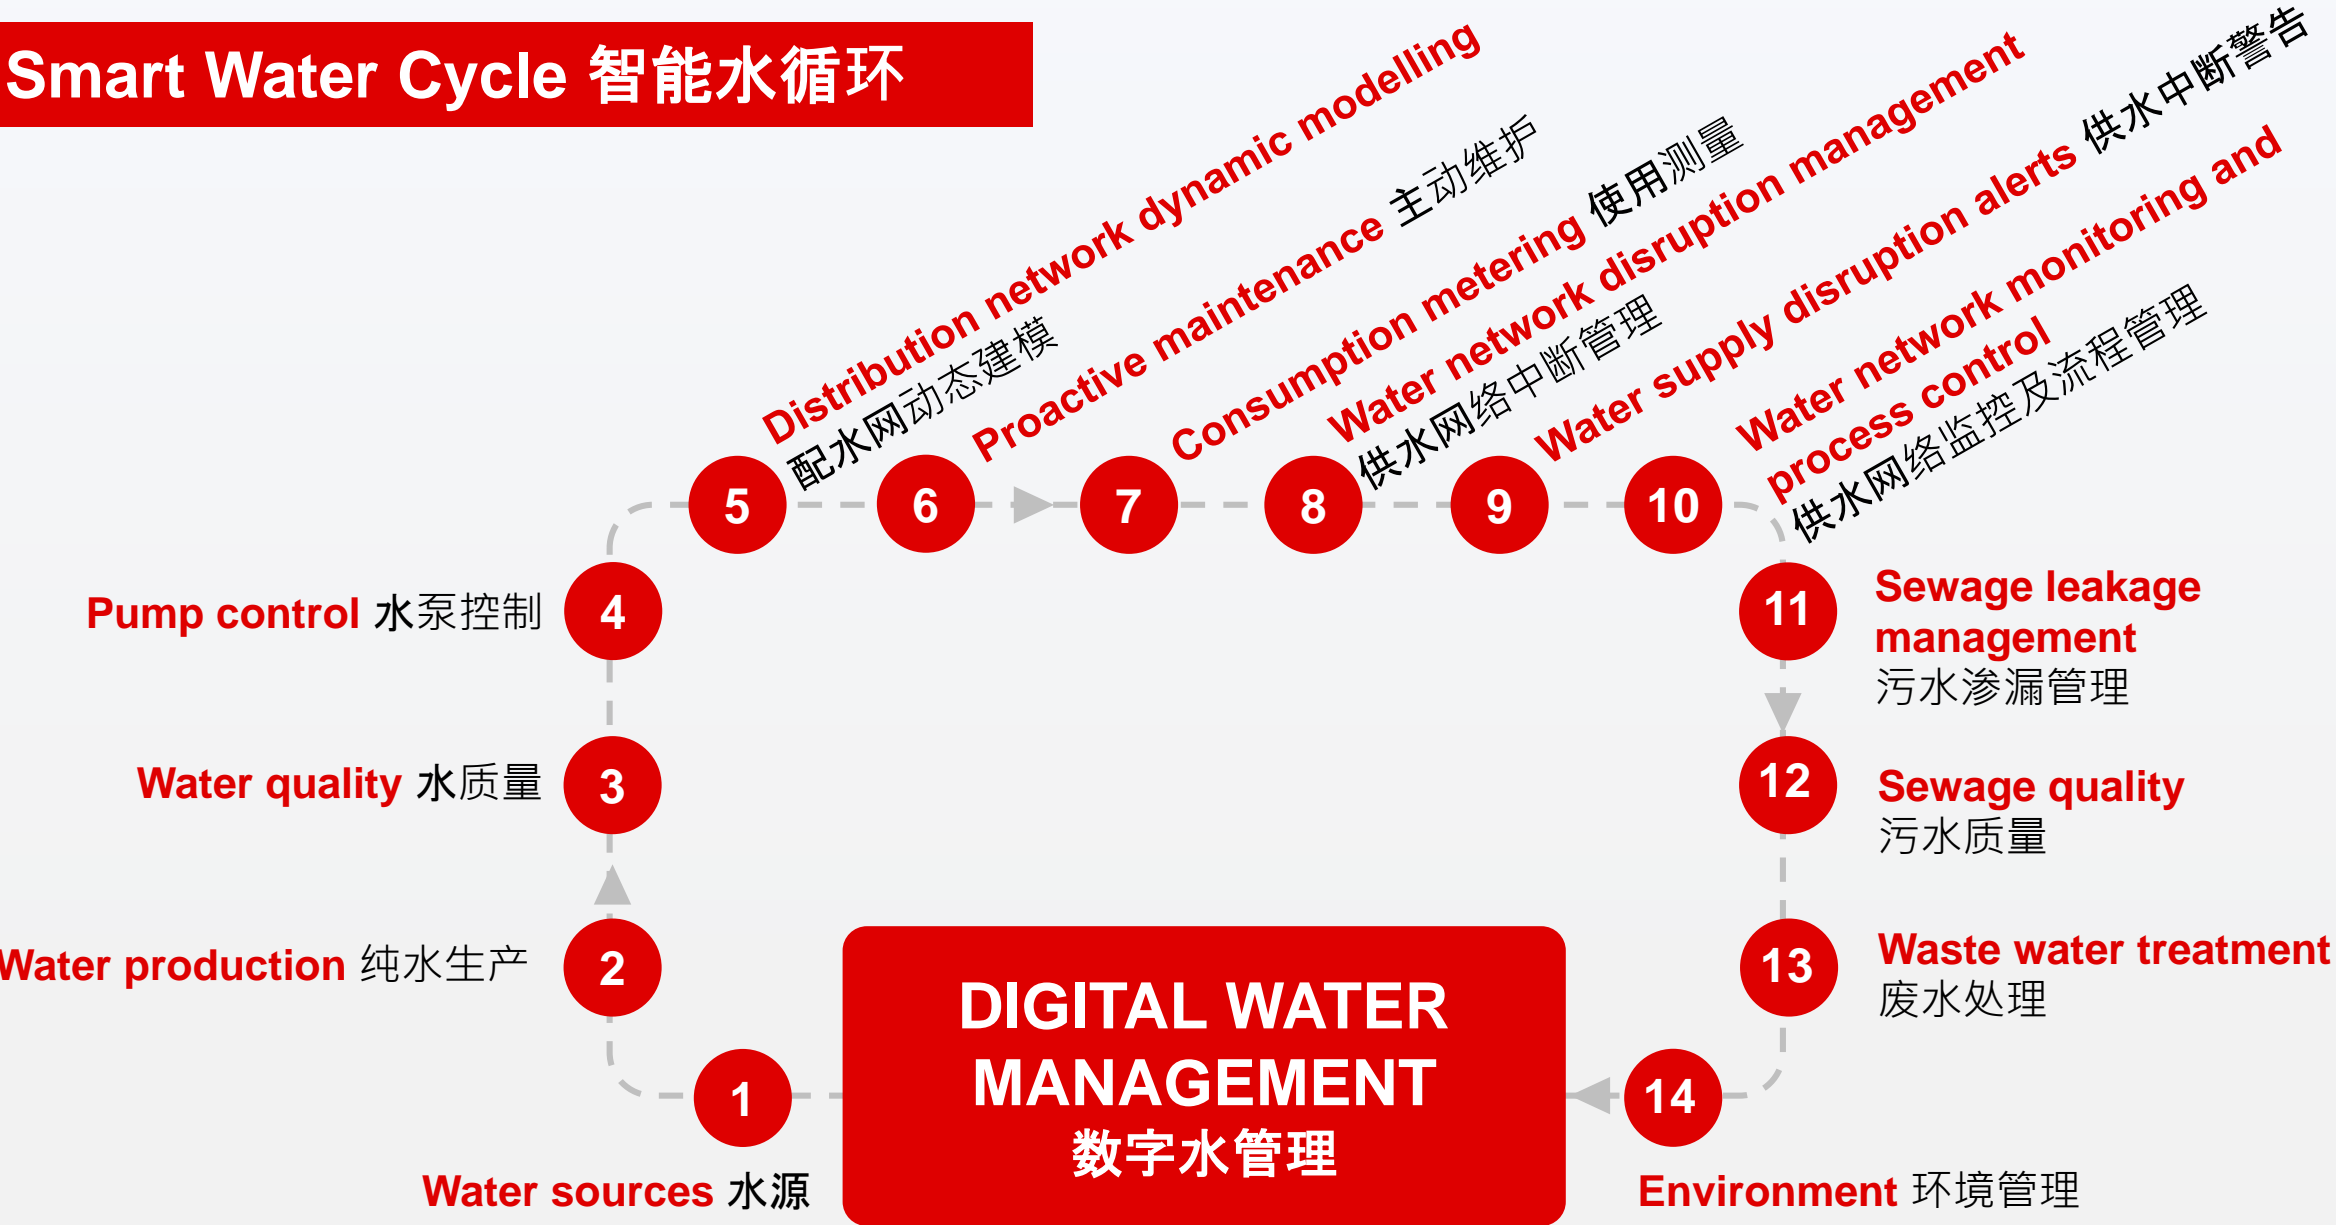 Smart Water Cycle 智能水循环
Distribution network dynamic modelling
配水网动态建模
Proactive maintenance 主动维护
Consumption metering 使用测量
Water network disruption management
供水网络中断管理
Water supply disruption alerts 供水中断警告
Water network monitoring and
process control
供水网络监控及流程管理
5
6
7
8
9
10
Pump control 水泵控制
4
11
Sewage leakage
management
污水渗漏管理
Water quality 水质量
3
12
Sewage quality
污水质量
Water production 纯水生产
2
13
Waste water treatment
废水处理
DIGITAL WATER
MANAGEMENT
数字水管理
1
14
Water sources 水源
Environment 环境管理